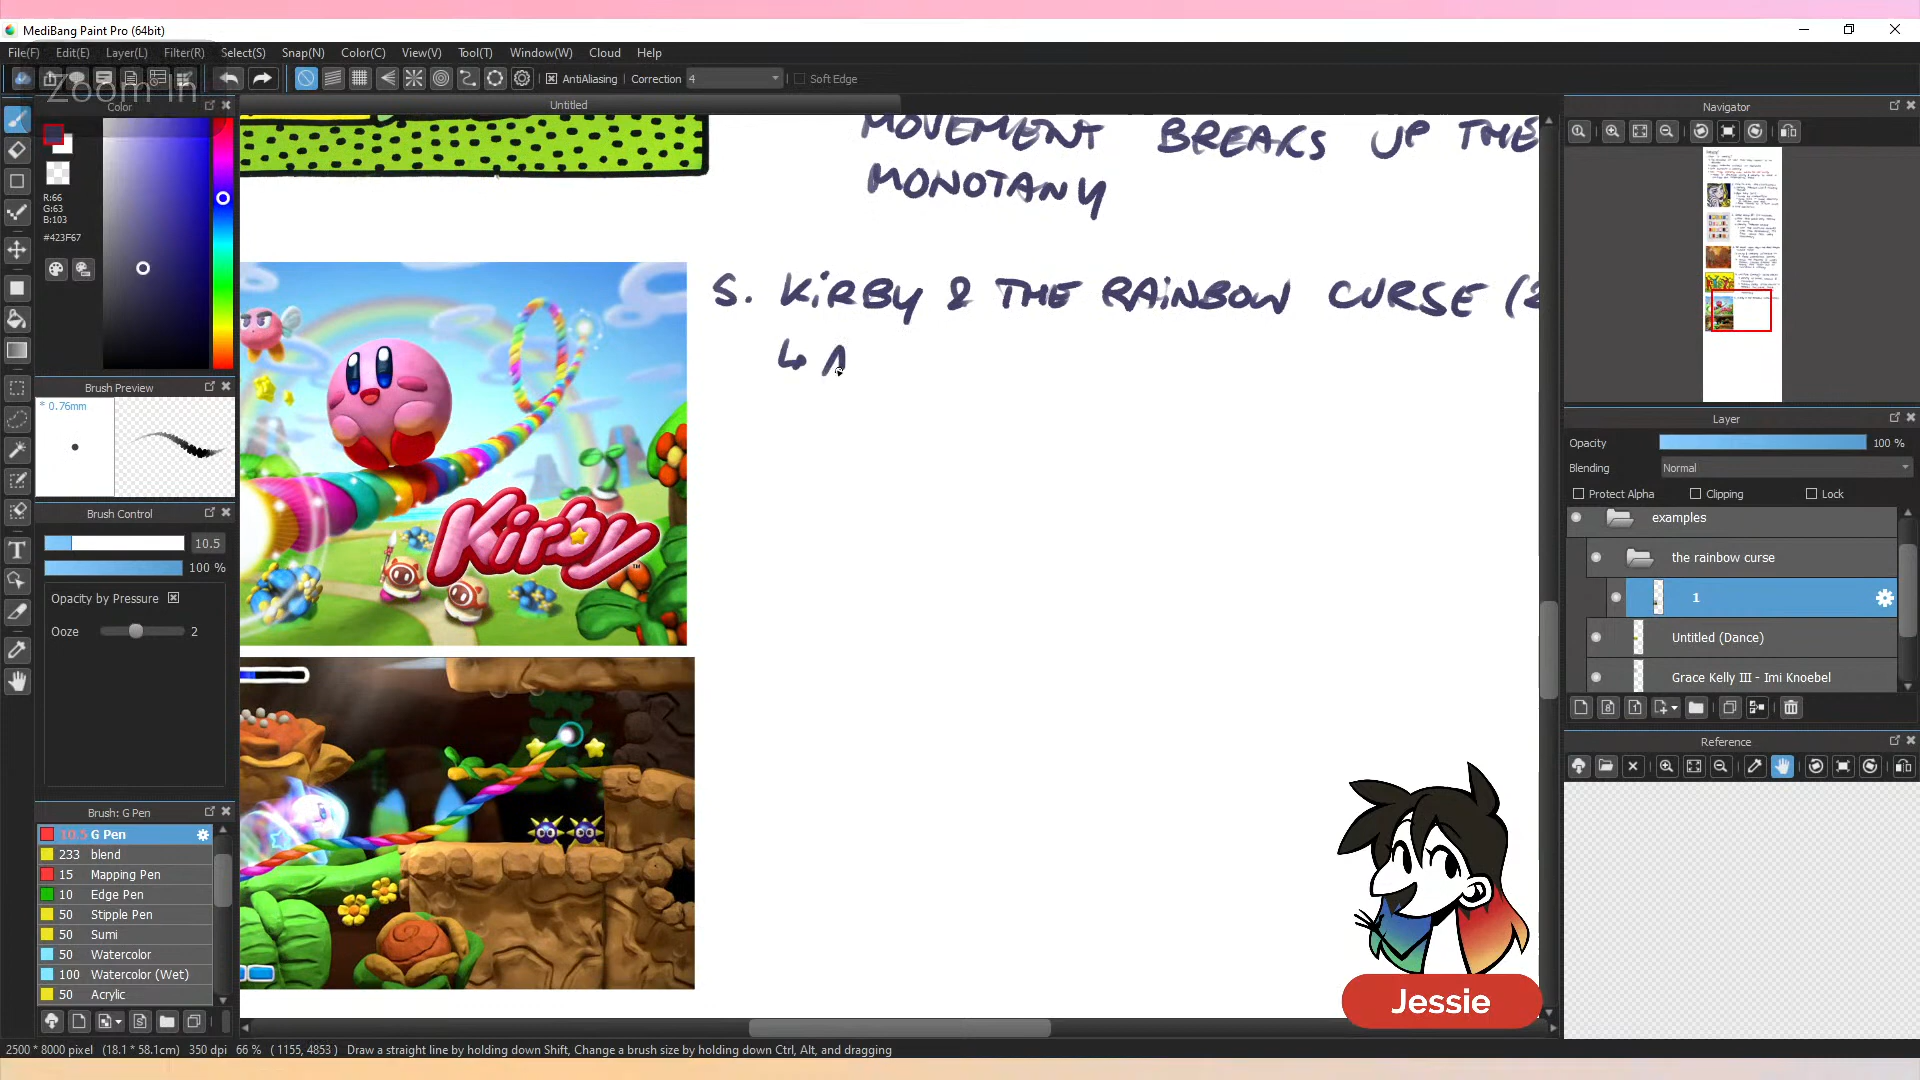 MediBang Paint Pro (64bit)
File(F) Edit(E) Layer(L) Filter(R) Select(S) Snap(N) Color(C) View(V) Tool(T) Window(W) Cloud Help
Zoom In
AntiAliasing Correction 4 Soft Edge
Color
Untitled
Navigator
R:66
G:63
B:103
#423F67
Brush Preview
* 0.76mm
Brush Control
10.5
100 %
Opacity by Pressure
Ooze 2
Brush: G Pen
10.5 G Pen
233 blend
15 Mapping Pen
10 Edge Pen
50 Stipple Pen
50 Sumi
50 Watercolor
100 Watercolor (Wet)
50 Acrylic
MOVEMENT BREAKS UP THE
MONOTANY
5. KiRBY & THE RAiNBOW CURSE (2
Kirby
TM
Jessie
Layer
Opacity 100 %
Blending Normal
Protect Alpha Clipping Lock
examples
the rainbow curse
1
Untitled (Dance)
Grace Kelly III - Imi Knoebel
Reference
2500 * 8000 pixel (18.1 * 58.1cm) 350 dpi 66 % ( 1155, 4853 ) Draw a straight line by holding down Shift, Change a brush size by holding down Ctrl, Alt, and dragging